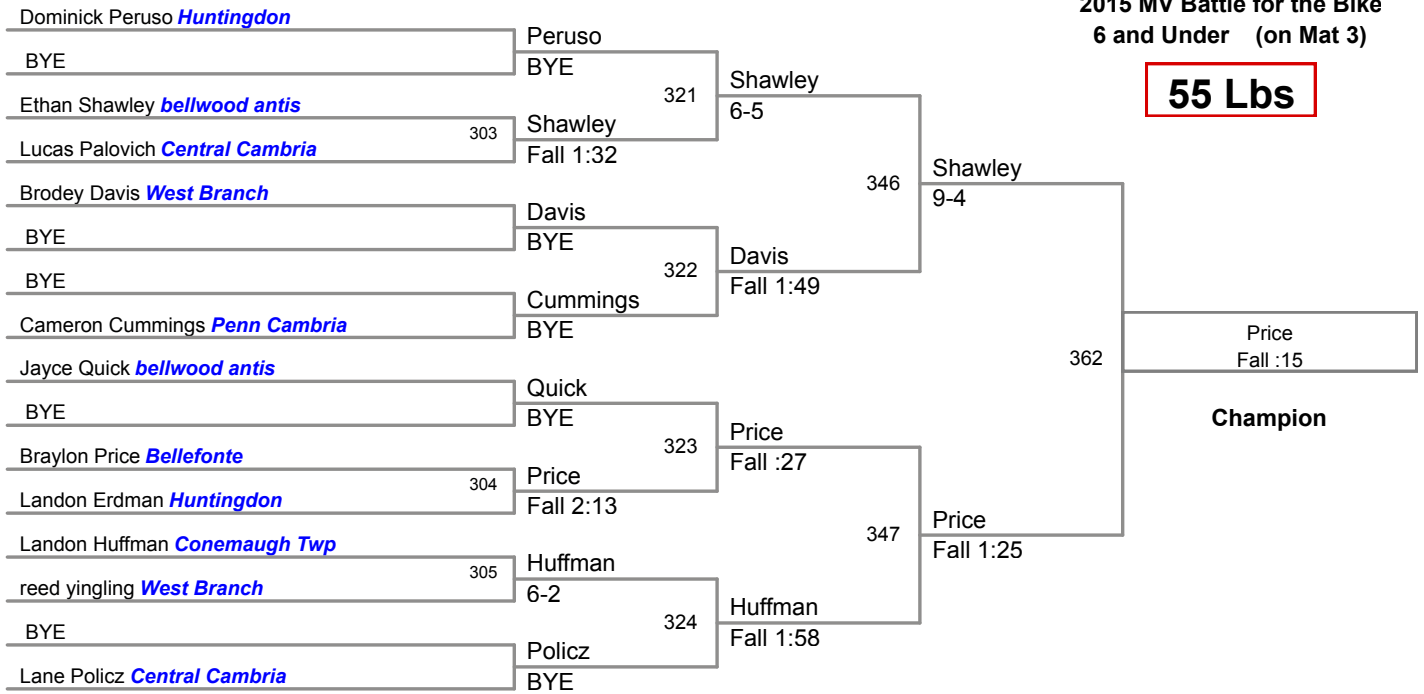 2015 MV Battle for the Bike
6 and Under (on Mat 3)
55 Lbs
Dominick Peruso Huntingdon
BYE
Ethan Shawley bellwood antis
Lucas Palovich Central Cambria
Brodey Davis West Branch
BYE
BYE
Cameron Cummings Penn Cambria
Jayce Quick bellwood antis
BYE
Braylon Price Bellefonte
Landon Erdman Huntingdon
Landon Huffman Conemaugh Twp
reed yingling West Branch
BYE
Lane Policz Central Cambria
303
304
305
Peruso
BYE
Shawley
Fall 1:32
Davis
BYE
Cummings
BYE
Quick
BYE
Price
Fall 2:13
Huffman
6-2
Policz
BYE
321
322
323
324
Shawley
6-5
Davis
Fall 1:49
Price
Fall :27
Huffman
Fall 1:58
346
347
Shawley
9-4
Price
Fall 1:25
362
Price
Fall :15
Champion